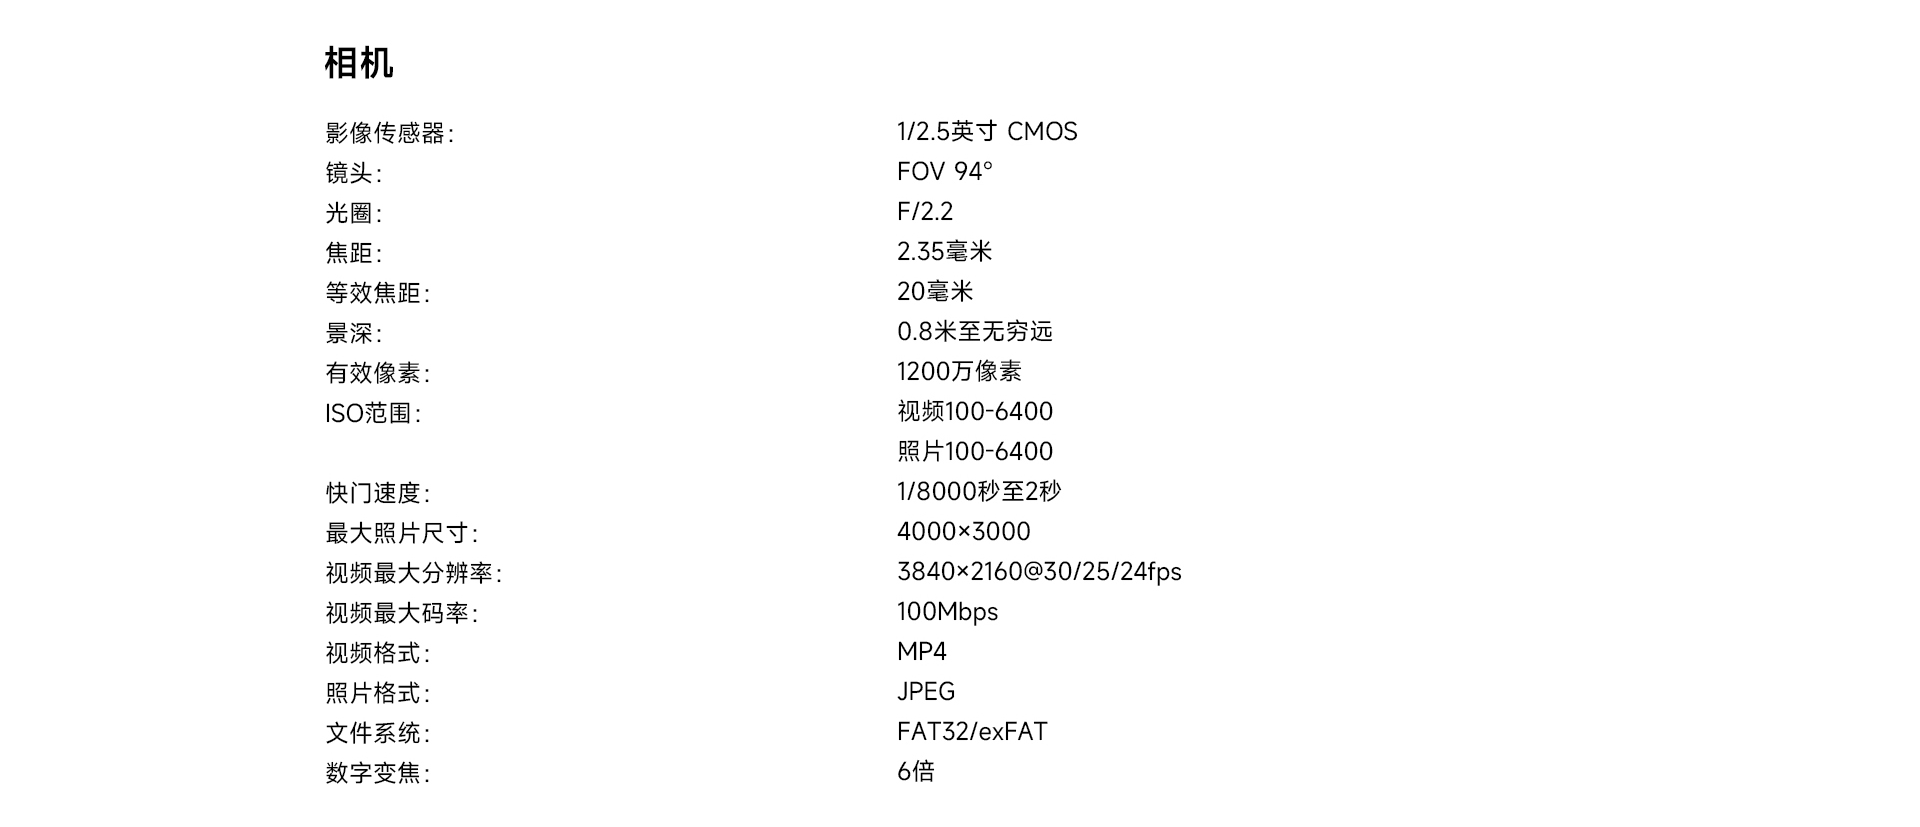 相机
影像传感器： 1/2.5英寸 CMOS
镜头： FOV 94°
光圈： F/2.2
焦距： 2.35毫米
等效焦距： 20毫米
景深： 0.8米至无穷远
有效像素： 1200万像素
ISO范围： 视频100-6400
照片100-6400
快门速度： 1/8000秒至2秒
最大照片尺寸： 4000×3000
视频最大分辨率： 3840×2160@30/25/24fps
视频最大码率： 100Mbps
视频格式： MP4
照片格式： JPEG
文件系统： FAT32/exFAT
数字变焦： 6倍